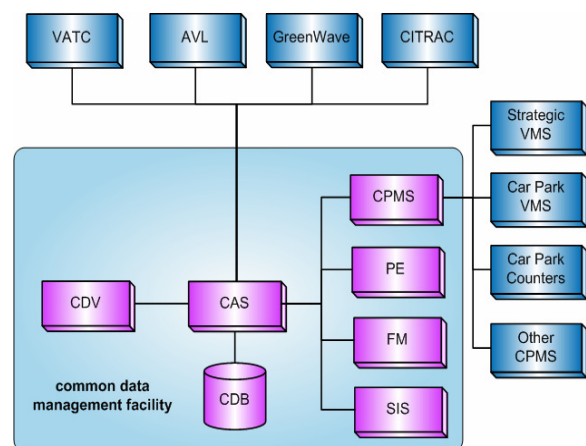 VATC
AVL
GreenWave
CITRAC
Strategic
VMS
CPMS
Car Park
VMS
PE
Car Park
Counters
CDV
CAS
FM
Other
CPMS
common data
management facility
CDB
SIS